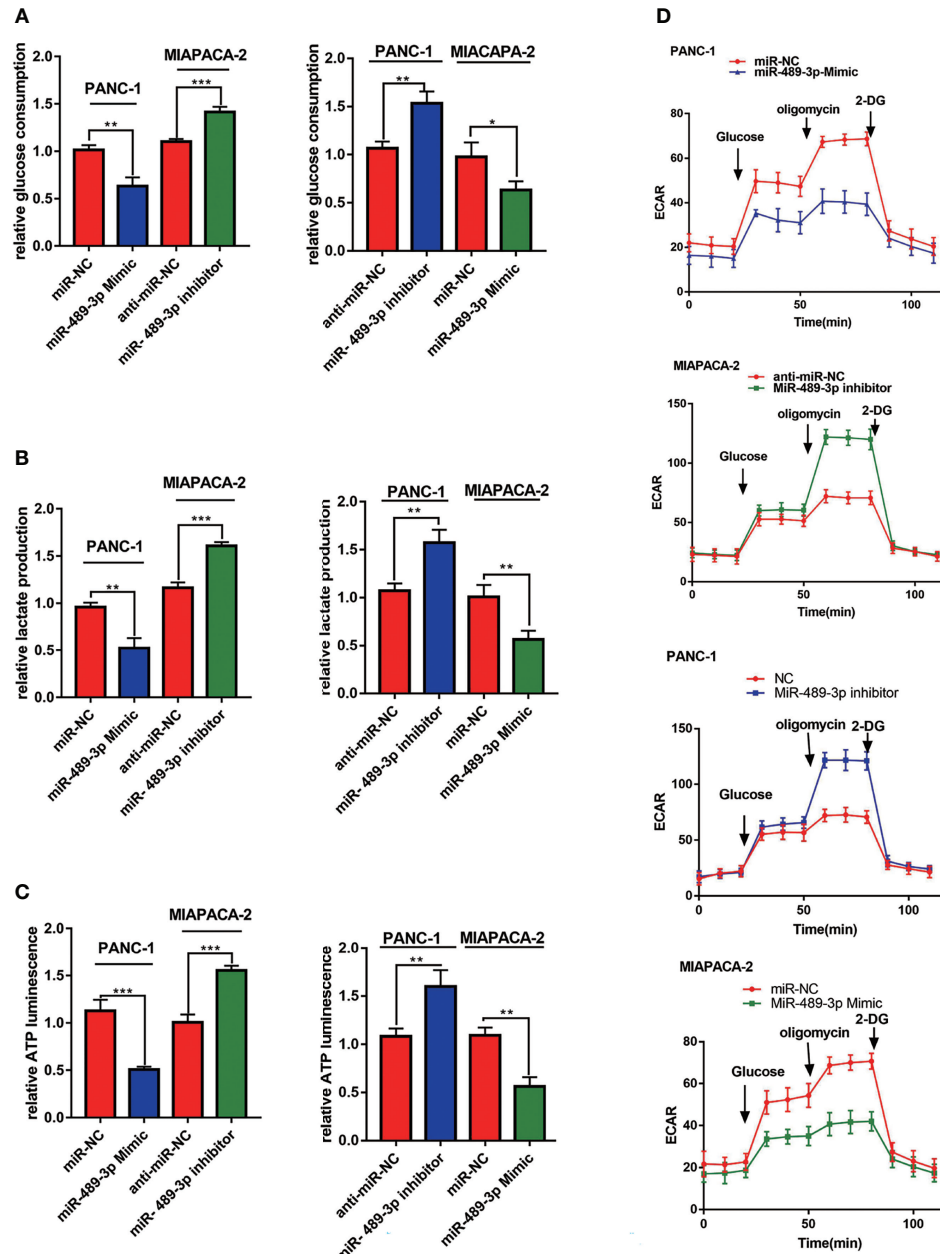 A
relative glucose consumption
2.0
1.5
1.0
0.5
0.0
PANC-1
MIAPACA-2
**
***
miR-NC
miR-489-3p Mimic
anti-miR-NC
miR- 489-3p inhibitor
relative glucose consumption
2.0
1.5
1.0
0.5
0.0
PANC-1
MIACAPA-2
**
*
anti-miR-NC
miR- 489-3p inhibitor
miR-NC
miR-489-3p Mimic
B
relative lactate production
2.0
1.5
1.0
0.5
0.0
PANC-1
MIAPACA-2
**
***
miR-NC
miR-489-3p Mimic
anti-miR-NC
miR- 489-3p inhibitor
relative lactate production
2.0
1.5
1.0
0.5
0.0
PANC-1
MIAPACA-2
**
**
anti-miR-NC
miR- 489-3p inhibitor
miR-NC
miR-489-3p Mimic
C
relative ATP luminescence
2.0
1.5
1.0
0.5
0.0
PANC-1
MIAPACA-2
***
***
miR-NC
miR-489-3p Mimic
anti-miR-NC
miR- 489-3p inhibitor
relative ATP luminescence
2.0
1.5
1.0
0.5
0.0
PANC-1
MIAPACA-2
**
**
anti-miR-NC
miR- 489-3p inhibitor
miR-NC
miR-489-3p Mimic
D
PANC-1
miR-NC
miR-489-3p-Mimic
Glucose
oligomycin
2-DG
ECAR
80
60
40
20
0
0
50
100
Time(min)
MIAPACA-2
anti-miR-NC
MiR-489-3p inhibitor
Glucose
oligomycin
2-DG
ECAR
150
100
50
0
0
50
100
Time(min)
PANC-1
NC
MiR-489-3p inhibitor
Glucose
oligomycin
2-DG
ECAR
150
100
50
0
0
50
100
Time(min)
MIAPACA-2
miR-NC
MiR-489-3p Mimic
Glucose
oligomycin
2-DG
ECAR
80
60
40
20
0
0
50
100
Time(min)